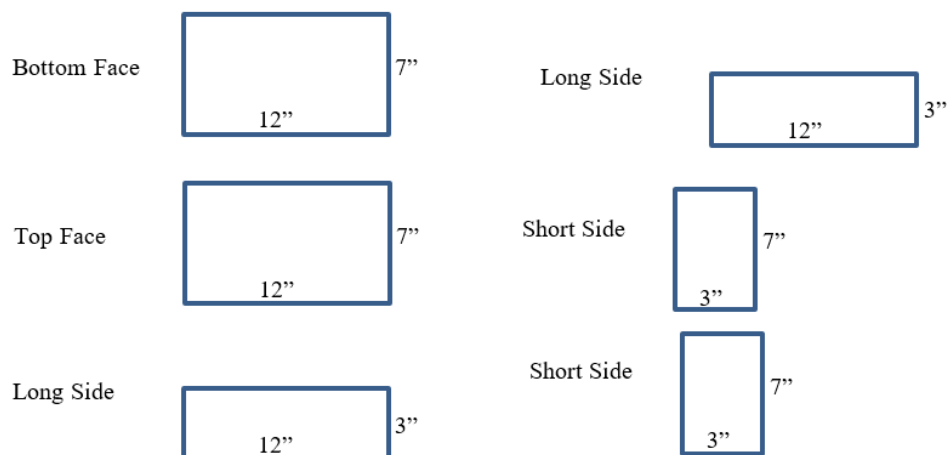 Bottom Face
7”
12”
Top Face
7”
12”
Long Side
3”
12”
Long Side
3”
12”
Short Side
7”
3”
Short Side
7”
3”